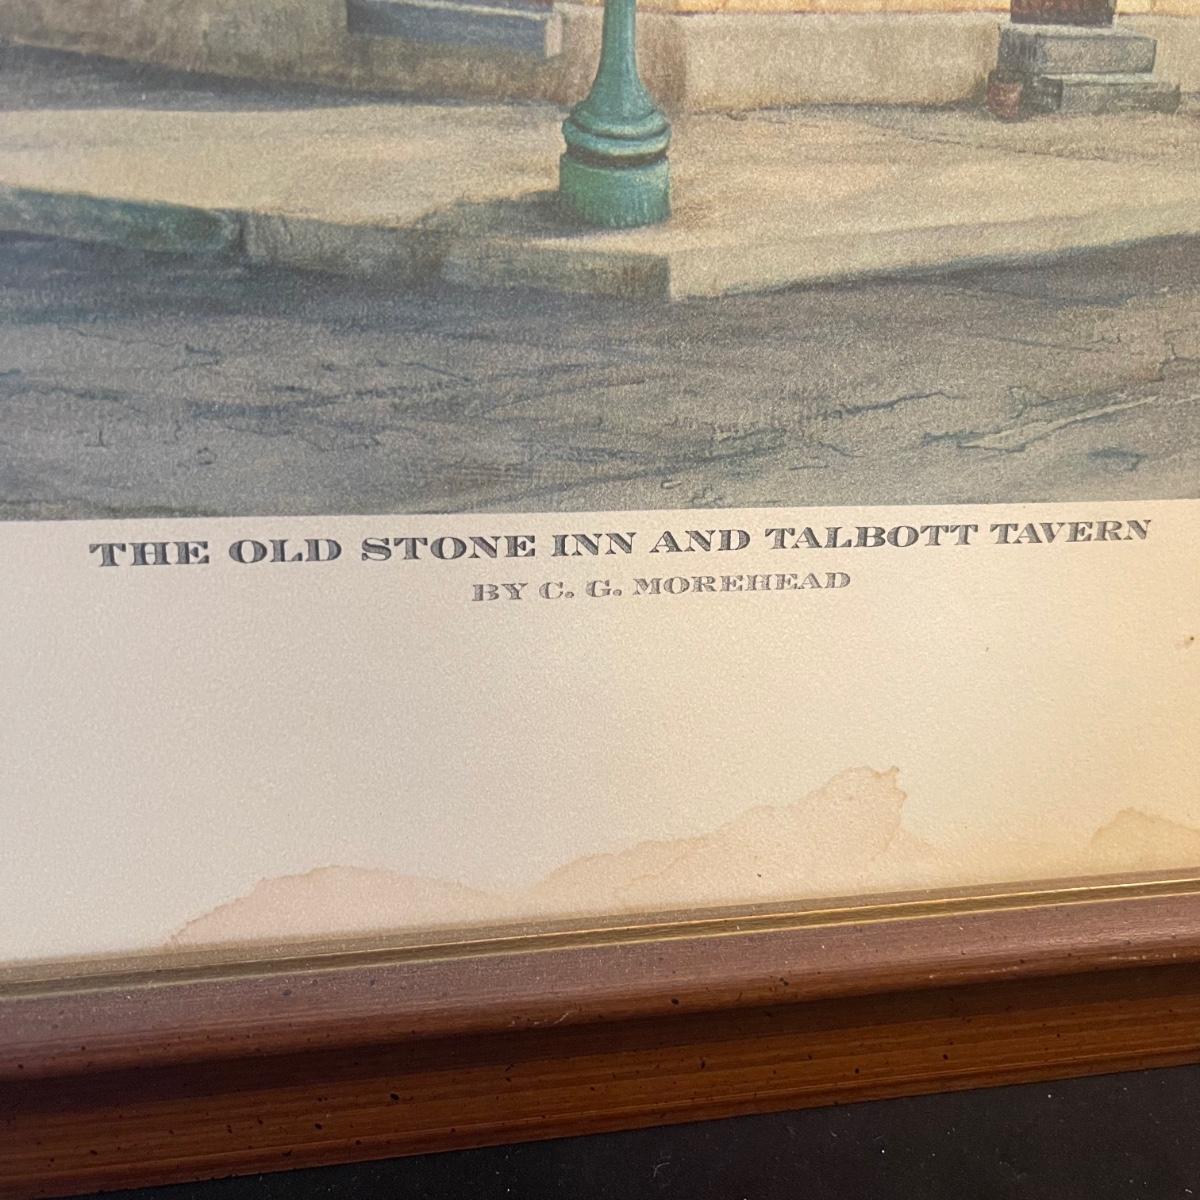 THE OLD STONE INN AND TALBOTT TAVERN
BY C. G. MOREHEAD